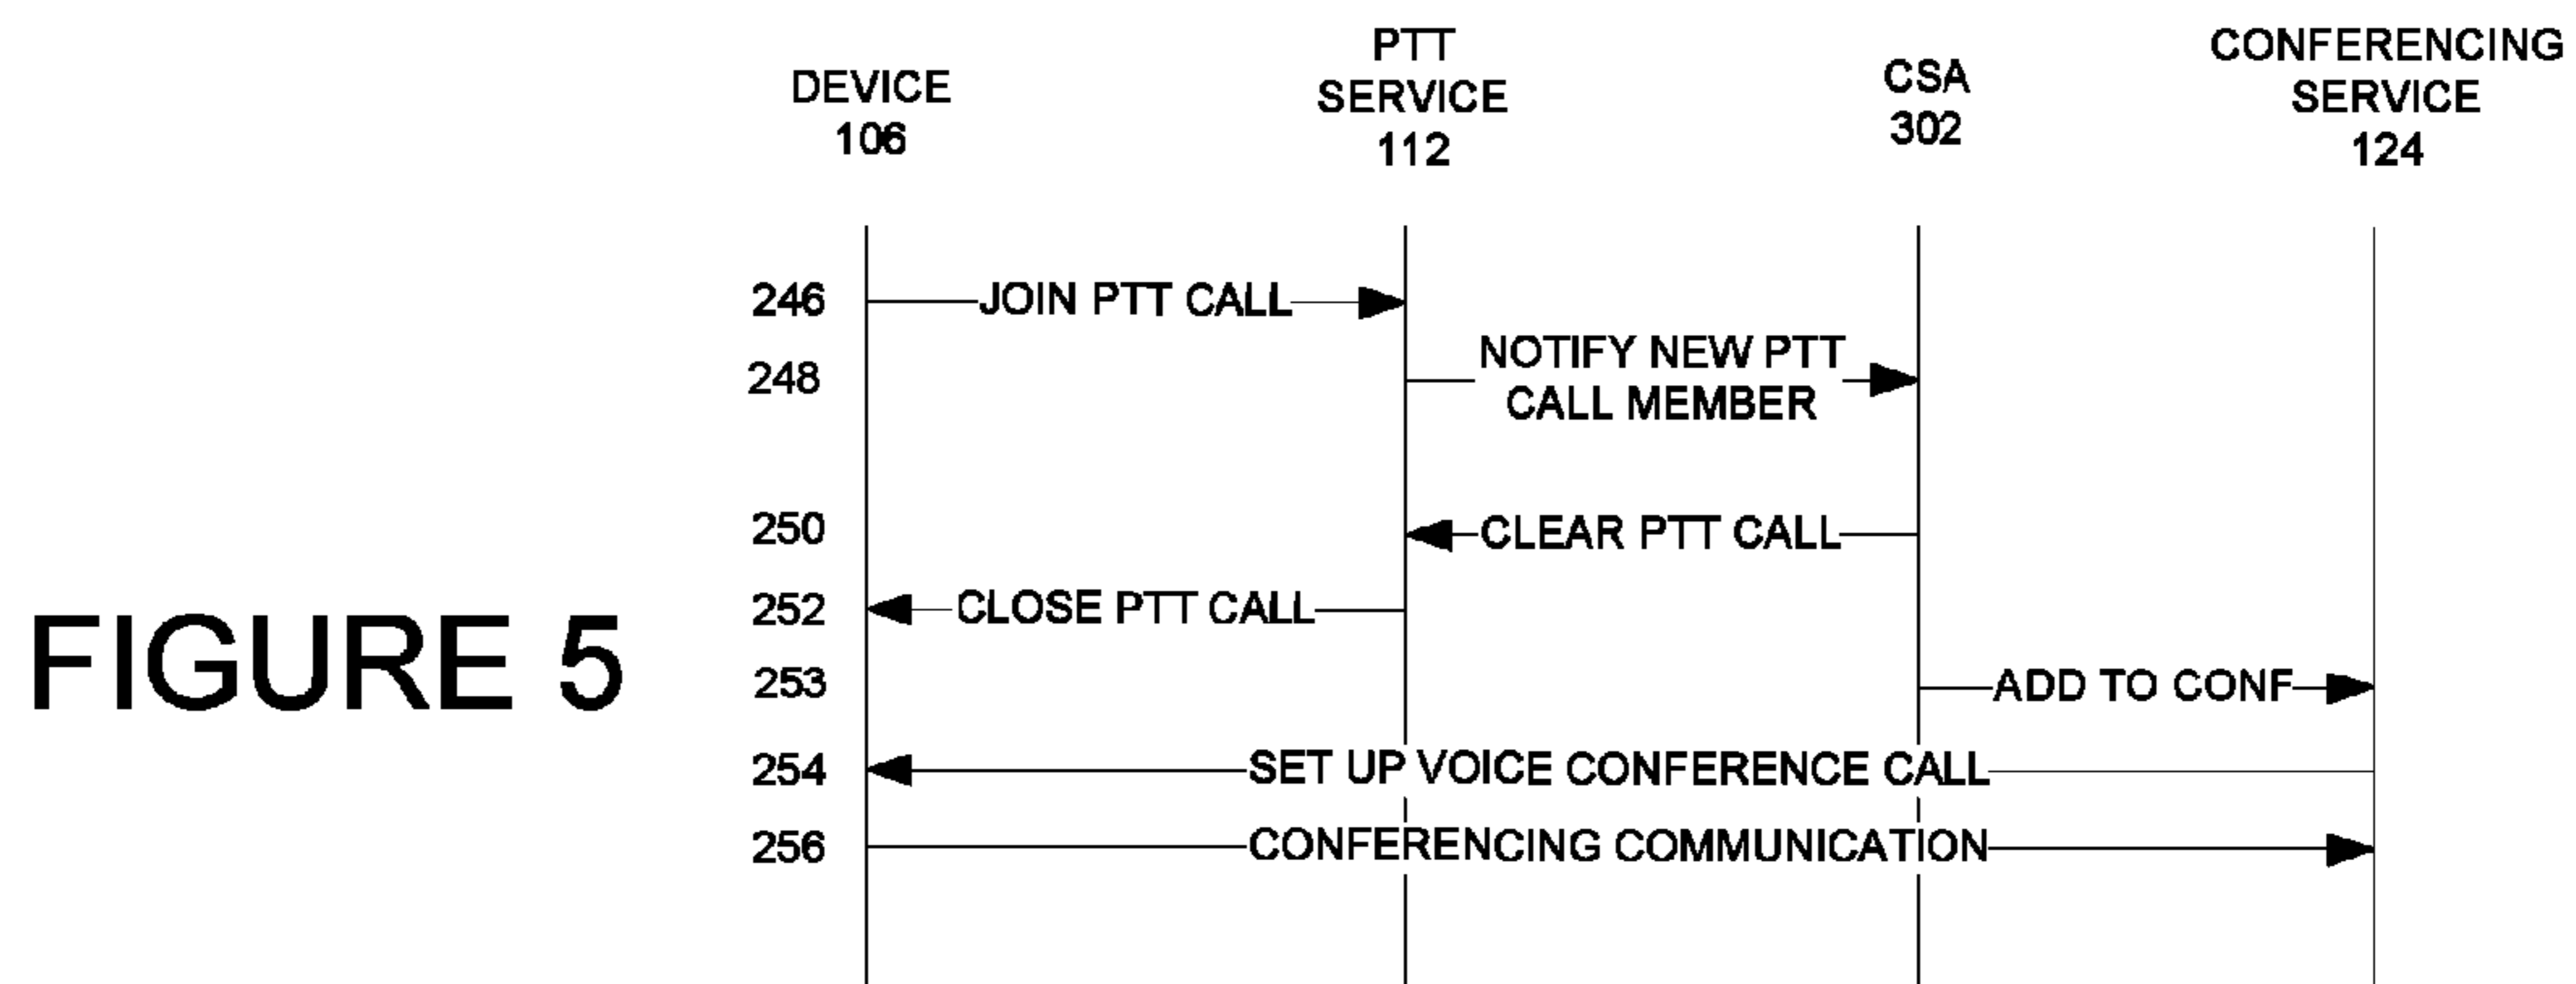 DEVICE
106
PTT
SERVICE
112
CSA
302
CONFERENCING
SERVICE
124
246
JOIN PTT CALL
248
NOTIFY NEW PTT
CALL MEMBER
250
CLEAR PTT CALL
252
CLOSE PTT CALL
253
ADD TO CONF
254
SET UP VOICE CONFERENCE CALL
256
CONFERENCING COMMUNICATION
FIGURE 5